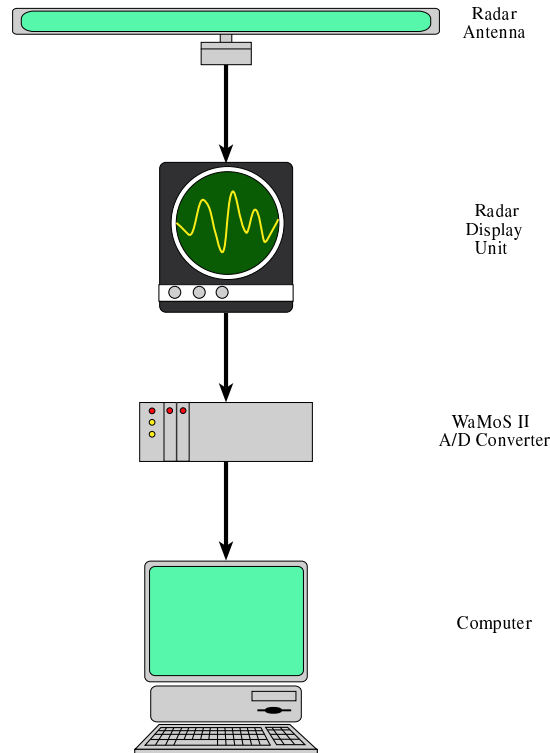 Radar
Antenna
Radar
Display
Unit
WaMoS II
A/D Converter
Computer